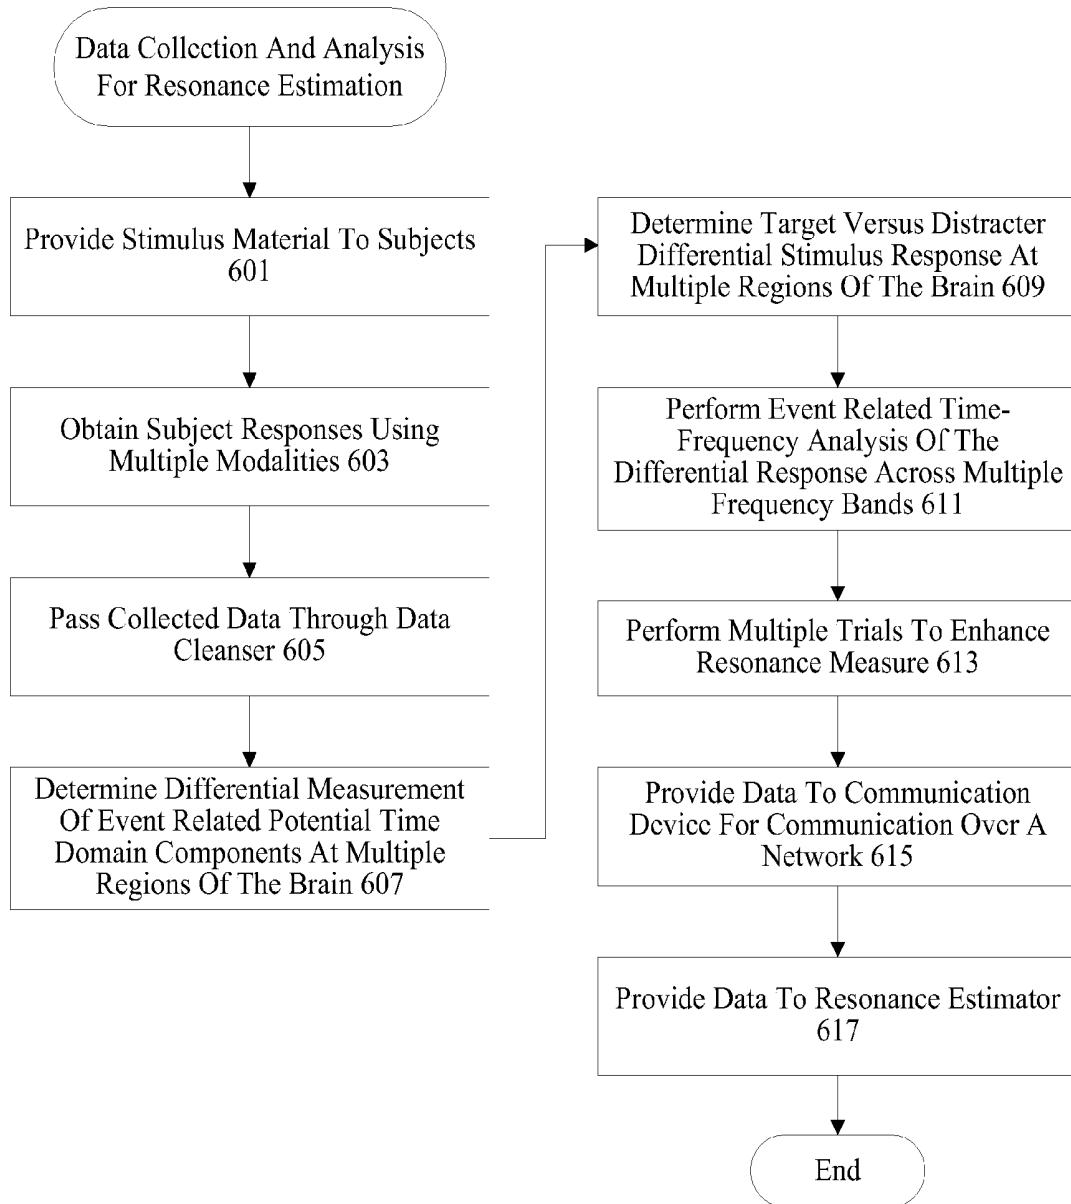 Data Collection And Analysis
For Resonance Estimation
Provide Stimulus Material To Subjects
601
Obtain Subject Responses Using
Multiple Modalities 603
Pass Collected Data Through Data
Cleanser 605
Determine Differential Measurement
Of Event Related Potential Time
Domain Components At Multiple
Regions Of The Brain 607
Determine Target Versus Distracter
Differential Stimulus Response At
Multiple Regions Of The Brain 609
Perform Event Related Time-
Frequency Analysis Of The
Differential Response Across Multiple
Frequency Bands 611
Perform Multiple Trials To Enhance
Resonance Measure 613
Provide Data To Communication
Device For Communication Over A
Network 615
Provide Data To Resonance Estimator
617
End